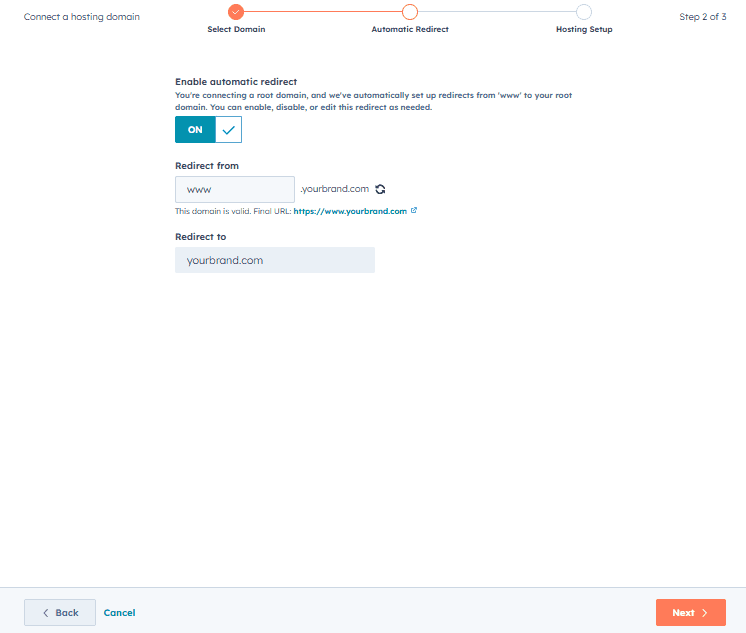 Connect a hosting domain
Select Domain
Automatic Redirect
Hosting Setup
Step 2 of 3
Enable automatic redirect
You're connecting a root domain, and we've automatically set up redirects from 'www' to your root
domain. You can enable, disable, or edit this redirect as needed.
ON
Redirect from
www .yourbrand.com
This domain is valid. Final URL: https://www.yourbrand.com
Redirect to
yourbrand.com
Back
Cancel
Next